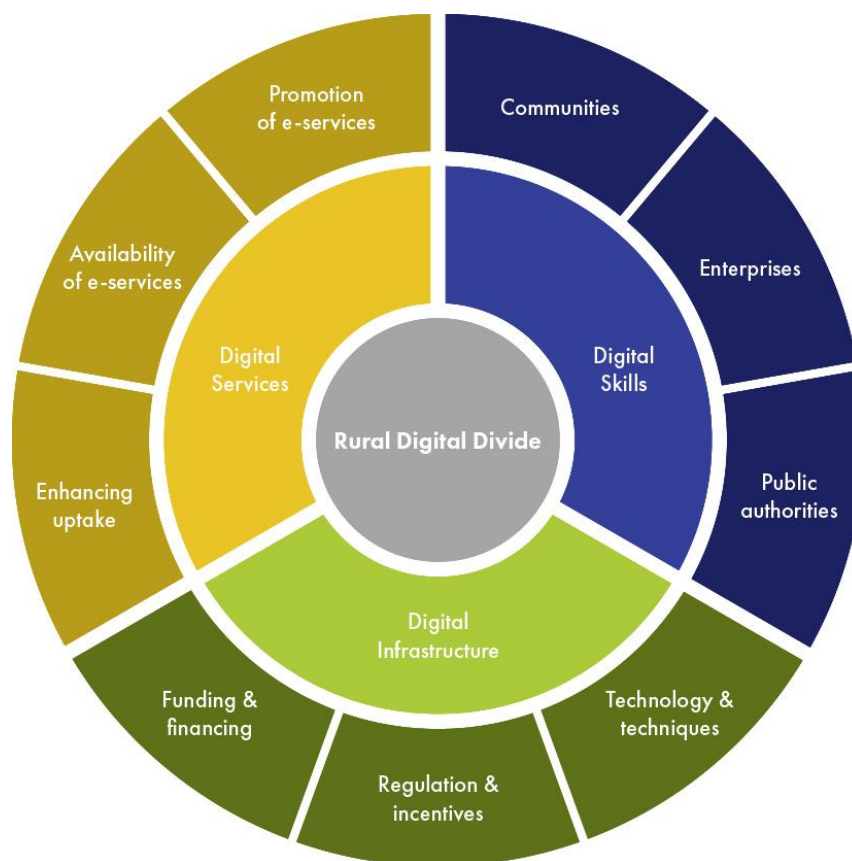 Promotion
of e-services
Communities
Availability
of e-services
Enterprises
Digital
Services
Digital
Skills
Rural Digital Divide
Enhancing
uptake
Public
authorities
Digital
Infrastructure
Funding &
financing
Technology &
techniques
Regulation &
incentives